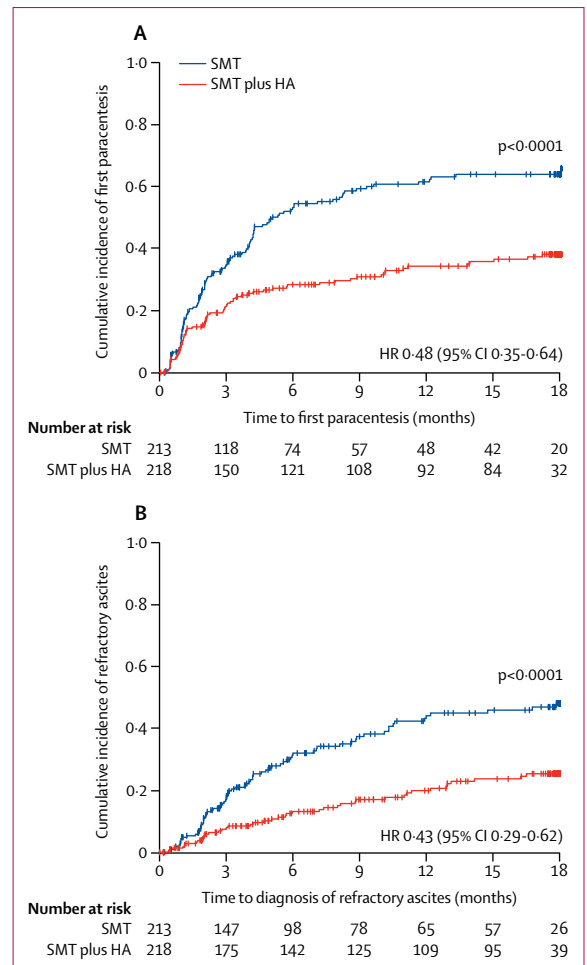 A
1·0
SMT
SMT plus HA
0·8
p<0·0001
0·6
0·4
0·2
HR 0·48 (95% CI 0·35-0·64)
0
0 3 6 9 12 15 18
Cumulative incidence of first paracentesis
Time to first paracentesis (months)
Number at risk
SMT 213 118 74 57 48 42 20
SMT plus HA 218 150 121 108 92 84 32
B
1·0
0·8
p<0·0001
0·6
0·4
0·2
HR 0·43 (95% CI 0·29-0·62)
0
0 3 6 9 12 15 18
Cumulative incidence of refractory ascites
Time to diagnosis of refractory ascites (months)
Number at risk
SMT 213 147 98 78 65 57 26
SMT plus HA 218 175 142 125 109 95 39